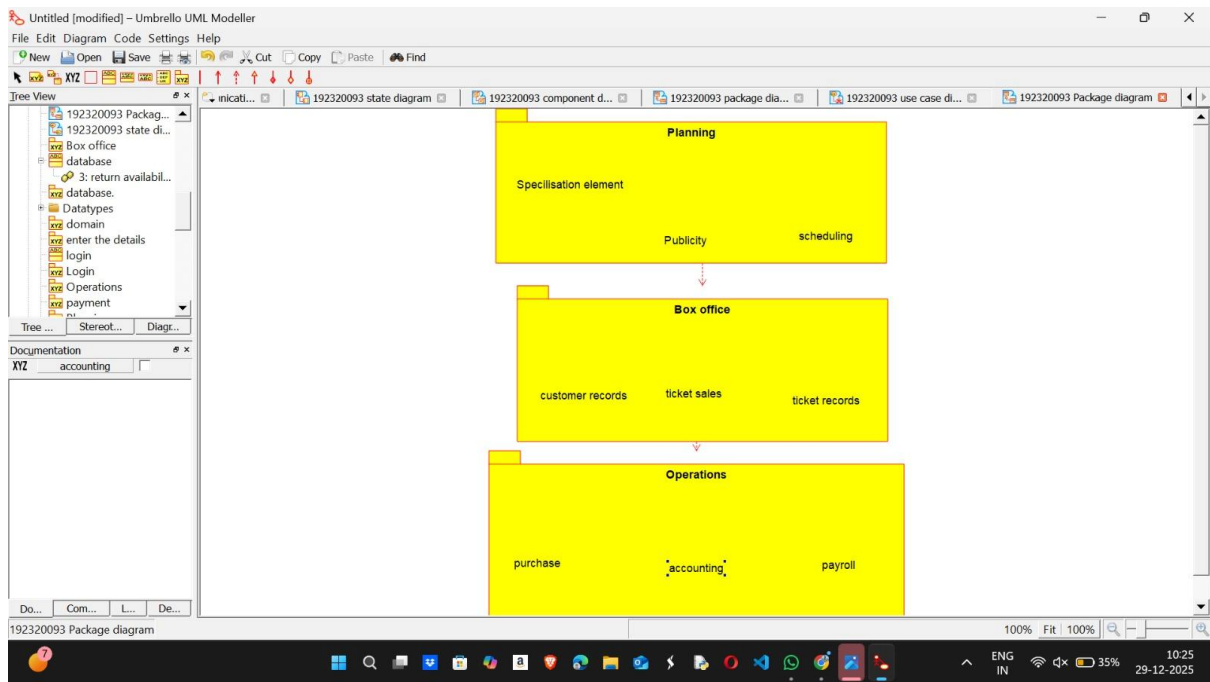 Untitled [modified] – Umbrello UML Modeller
File Edit Diagram Code Settings Help
New Open Save Cut Copy Paste Find
XYZ
Tree View
...inicati... 192320093 state diagram 192320093 component d... 192320093 package dia... 192320093 use case di... 192320093 Package diagram
192320093 Packag...
192320093 state di...
Box office
database
3: return availabil...
database.
Datatypes
domain
enter the details
login
Login
Operations
payment
Tree ... Stereot... Diagr...
Documentation
XYZ accounting
Planning
Specilisation element
Publicity
scheduling
Box office
customer records
ticket sales
ticket records
Operations
purchase
accounting
payroll
Do... Com... L... De...
192320093 Package diagram
100% Fit 100%
7
ENG
IN
35%
10:25
29-12-2025